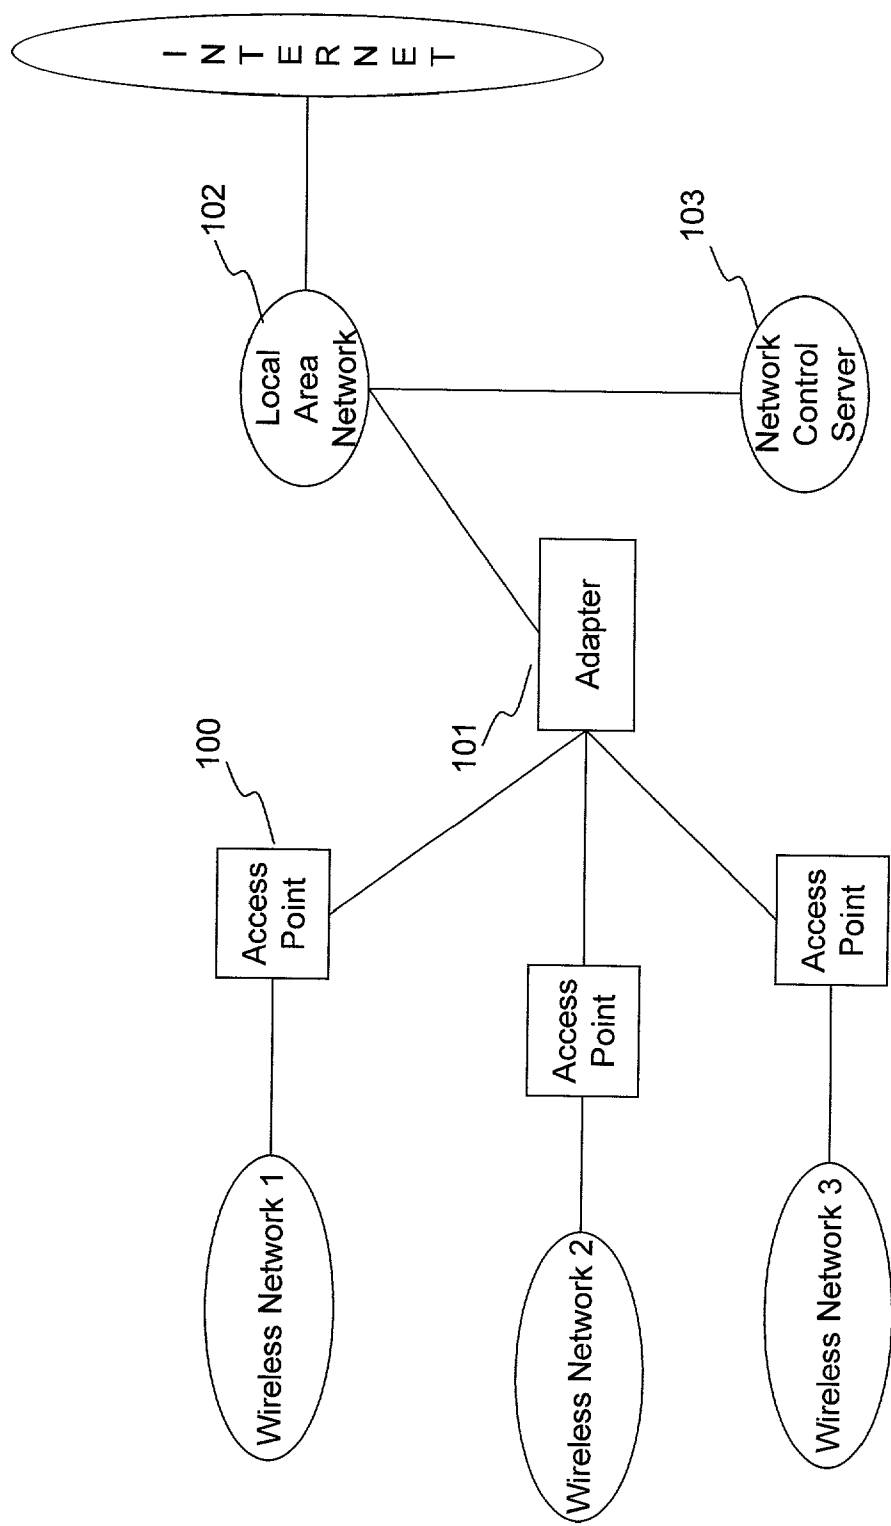 Wireless Network 1
Access
Point
100
Wireless Network 2
Access
Point
Wireless Network 3
Access
Point
101
Adapter
102
Local
Area
Network
103
Network
Control
Server
INTERNET